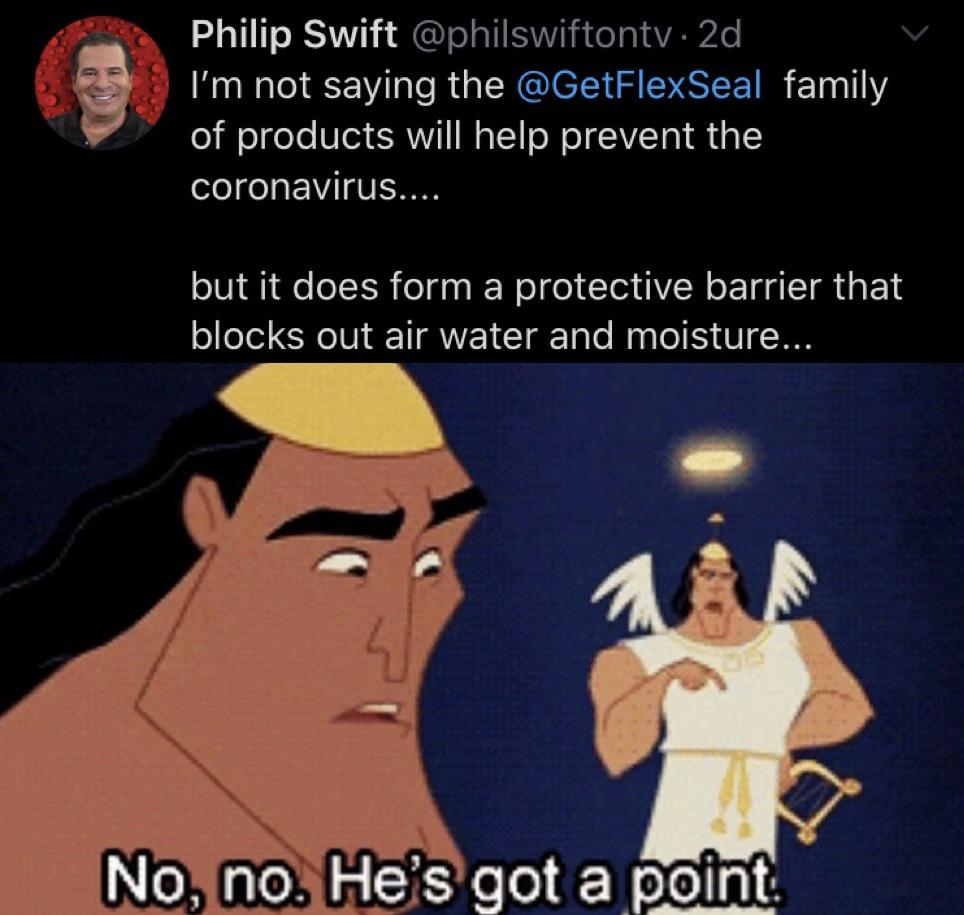 Philip Swift @philswiftontv · 2d
I'm not saying the @GetFlexSeal family
of products will help prevent the
coronavirus....
but it does form a protective barrier that
blocks out air water and moisture...
No, no. He's got a point.